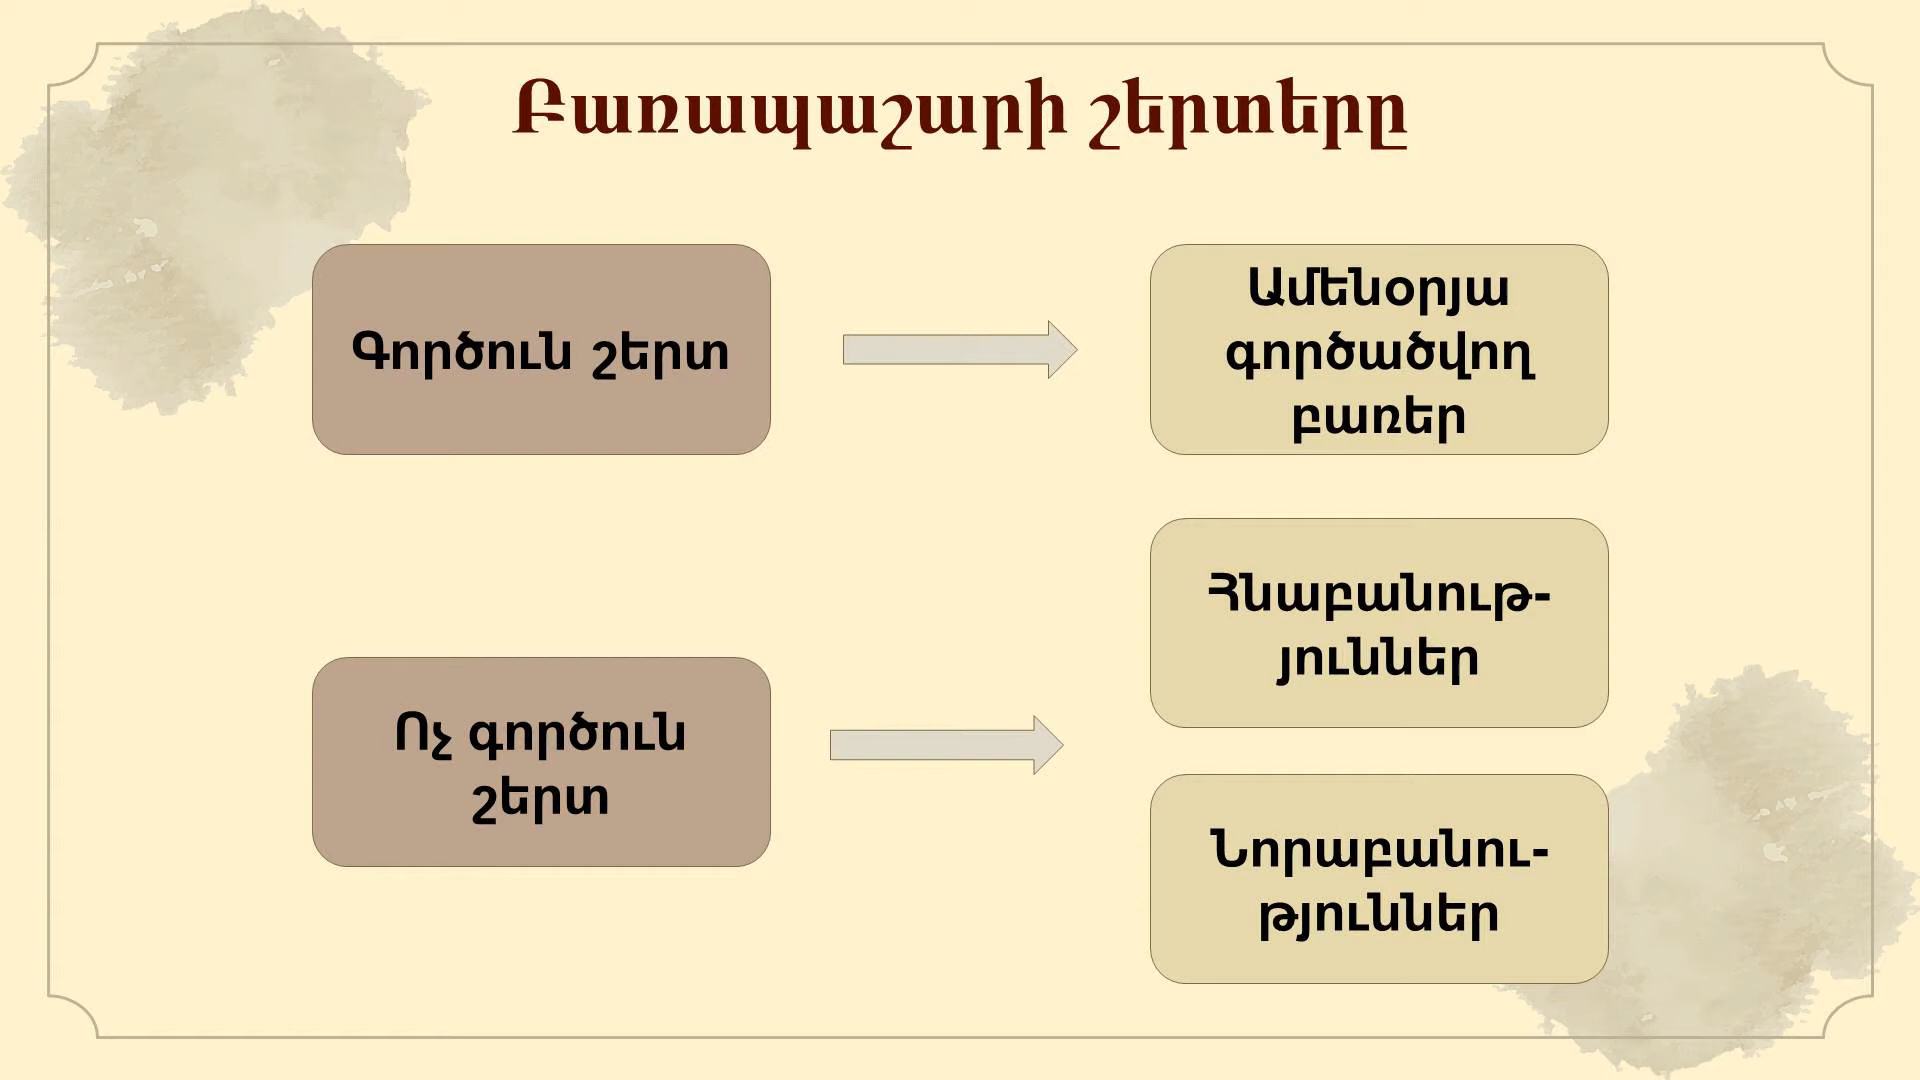 Բառապաշարի շերտերը
Գործուն շերտ
Ամենօրյա
գործածվող
բառեր
Ոչ գործուն
շերտ
Հնաբանութ-
յուններ
Նորաբանու-
թյուններ